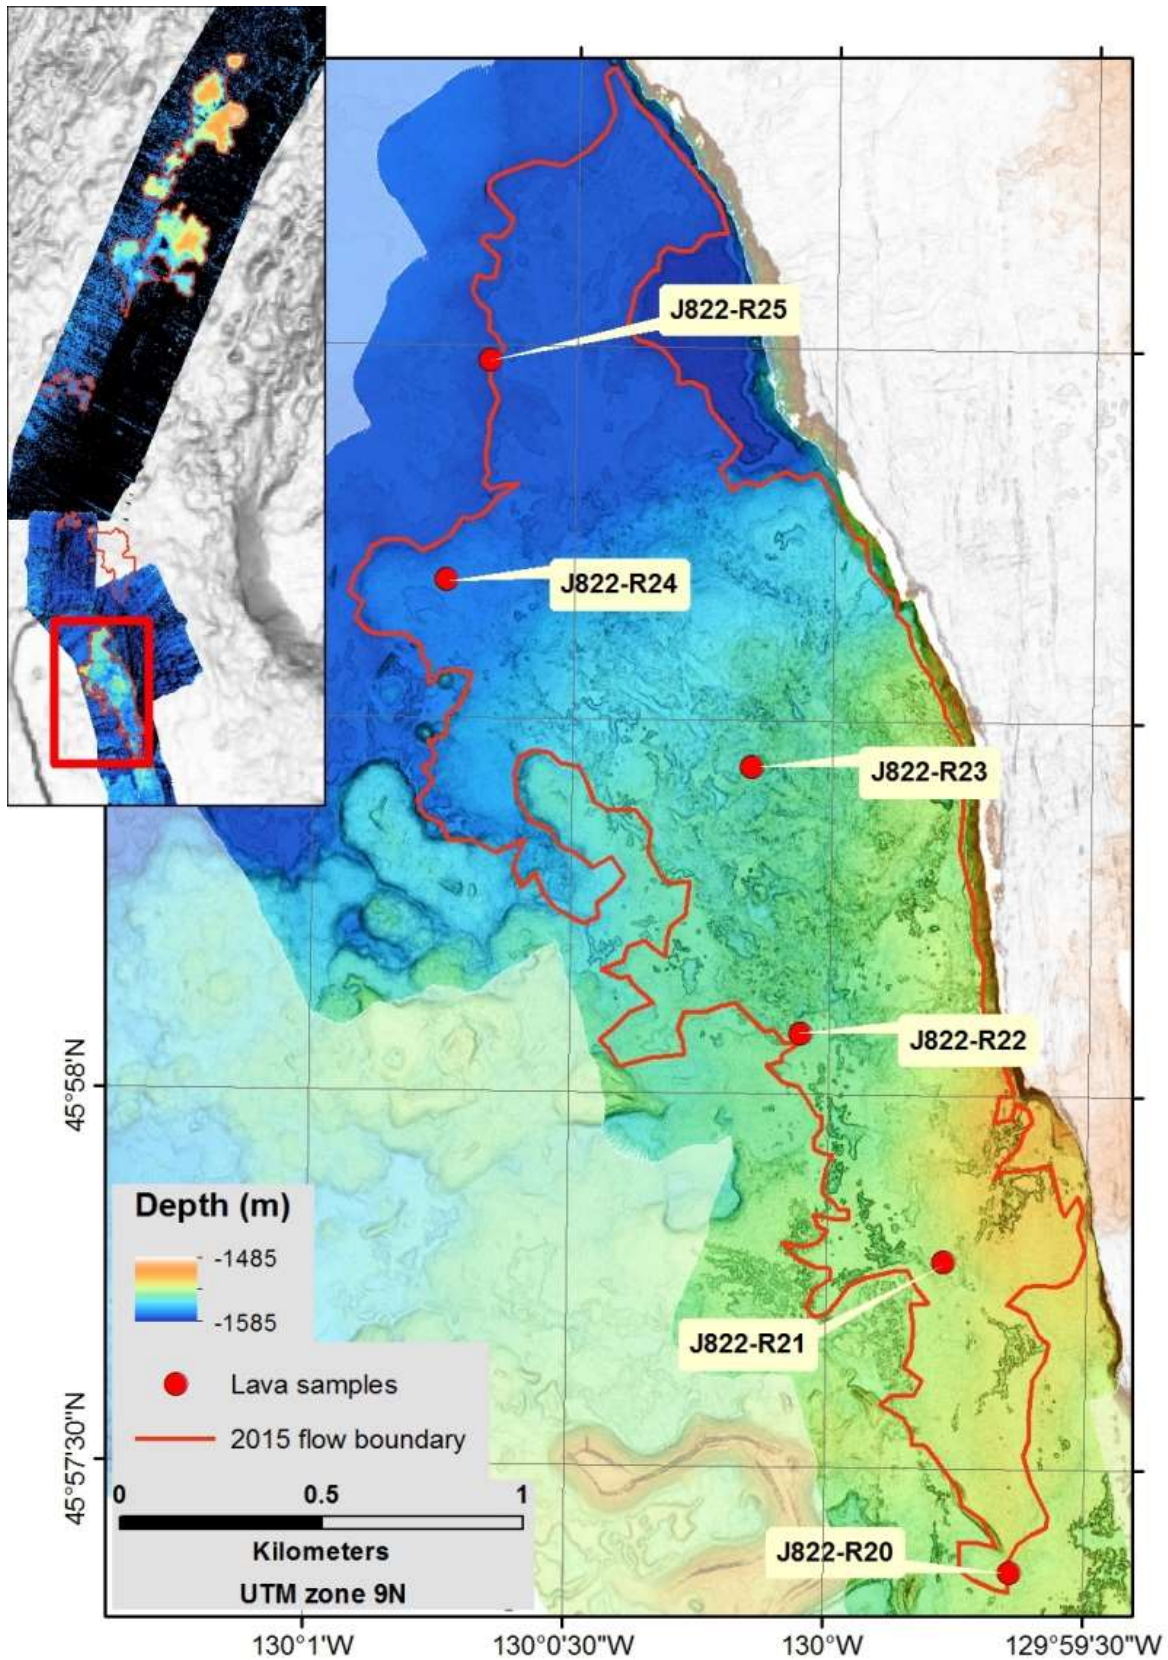 J822-R25
J822-R24
J822-R23
J822-R22
J822-R21
J822-R20
45°58'N
45°57'30"N
Depth (m)
-1485
-1585
Lava samples
2015 flow boundary
0 0.5 1
Kilometers
UTM zone 9N
130°1'W 130°0'30"W 130°W 129°59'30"W